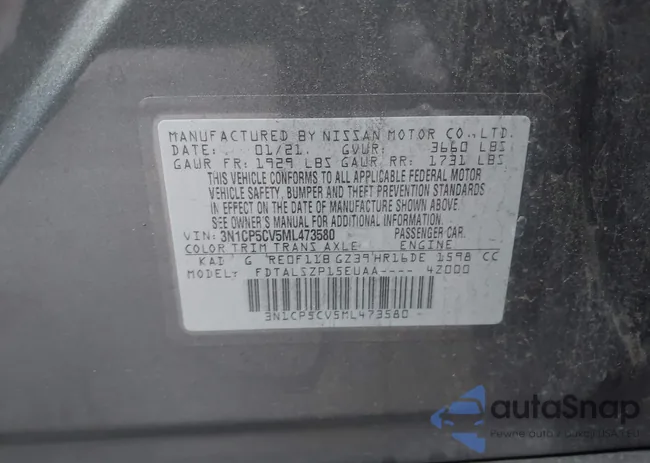 MANUFACTURED BY NISSAN MOTOR CO., LTD.
DATE: 01/21 GVWR: 3660 LBS
GAWR FR: 1929 LBS GAWR RR: 1731 LBS
THIS VEHICLE CONFORMS TO ALL APPLICABLE FEDERAL MOTOR
VEHICLE SAFETY, BUMPER AND THEFT PREVENTION STANDARDS
IN EFFECT ON THE DATE OF MANUFACTURE SHOWN ABOVE.
SEE OWNER'S MANUAL FOR ADDITIONAL INFORMATION.
VIN: 3N1CP5CV5ML473580 PASSENGER CAR.
COLOR TRIM TRANS AXLE ENGINE
KAD G RE0F11B GZ39 HR16DE 1598 CC
MODEL: FDTALSZP15EUAA---- 4Z000
3N1CP5CV5ML473580
autoSnap